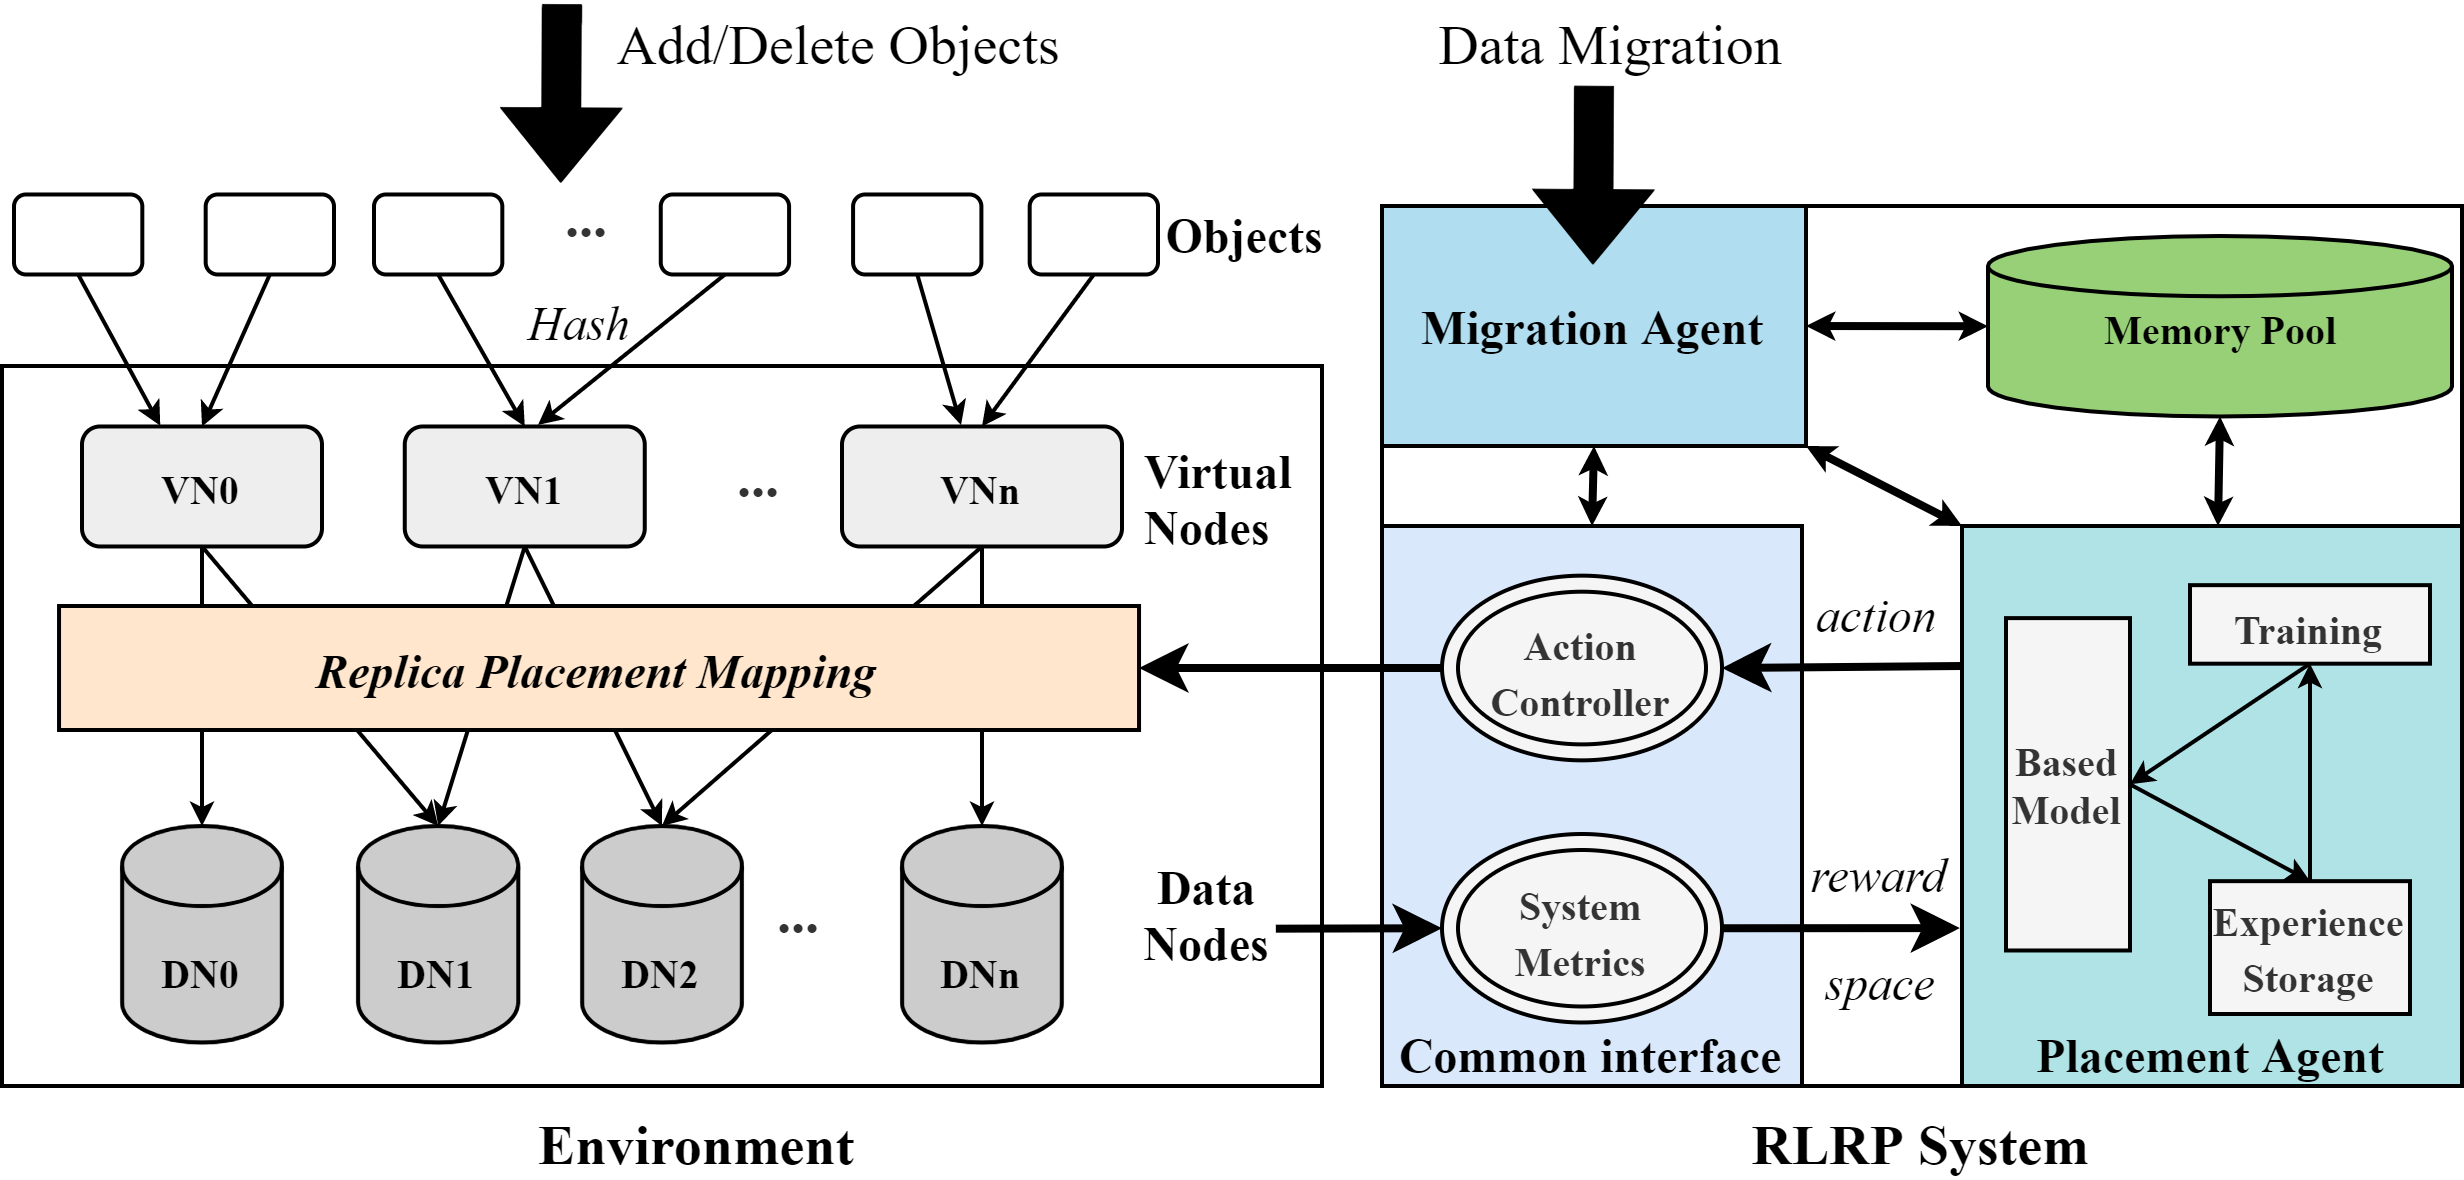 Add/Delete Objects
Data Migration
...
Objects
Hash
Migration Agent
Memory Pool
VN0
VN1
...
VNn
Virtual
Nodes
Replica Placement Mapping
Action
Controller
action
Training
Based
Model
DN0
DN1
DN2
...
DNn
Data
Nodes
System
Metrics
reward
space
Experience
Storage
Common interface
Placement Agent
Environment
RLRP System